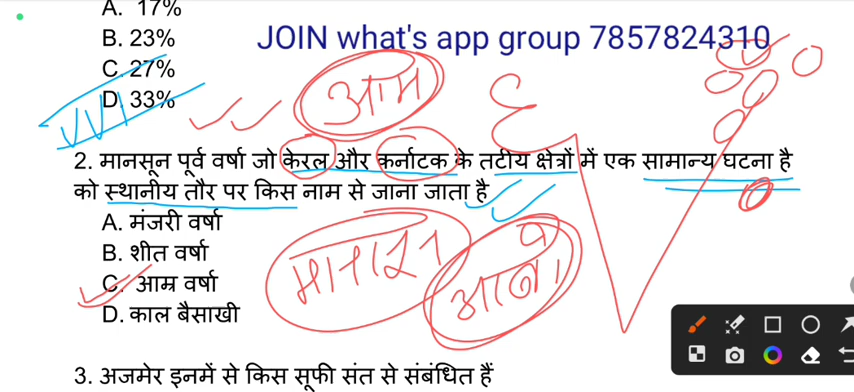 A. 17%
B. 23%
JOIN what's app group 7857824310
C. 27%
D. 33%
आम
2. मानसून पूर्व वर्षा जो केरल और कर्नाटक के तटीय क्षेत्रों में एक सामान्य घटना है
को स्थानीय तौर पर किस नाम से जाना जाता है
A. मंजरी वर्षा
B. शीत वर्षा
C. आम्र वर्षा
D. काल बैसाखी
3. अजमेर इनमें से किस सूफी संत से संबंधित हैं